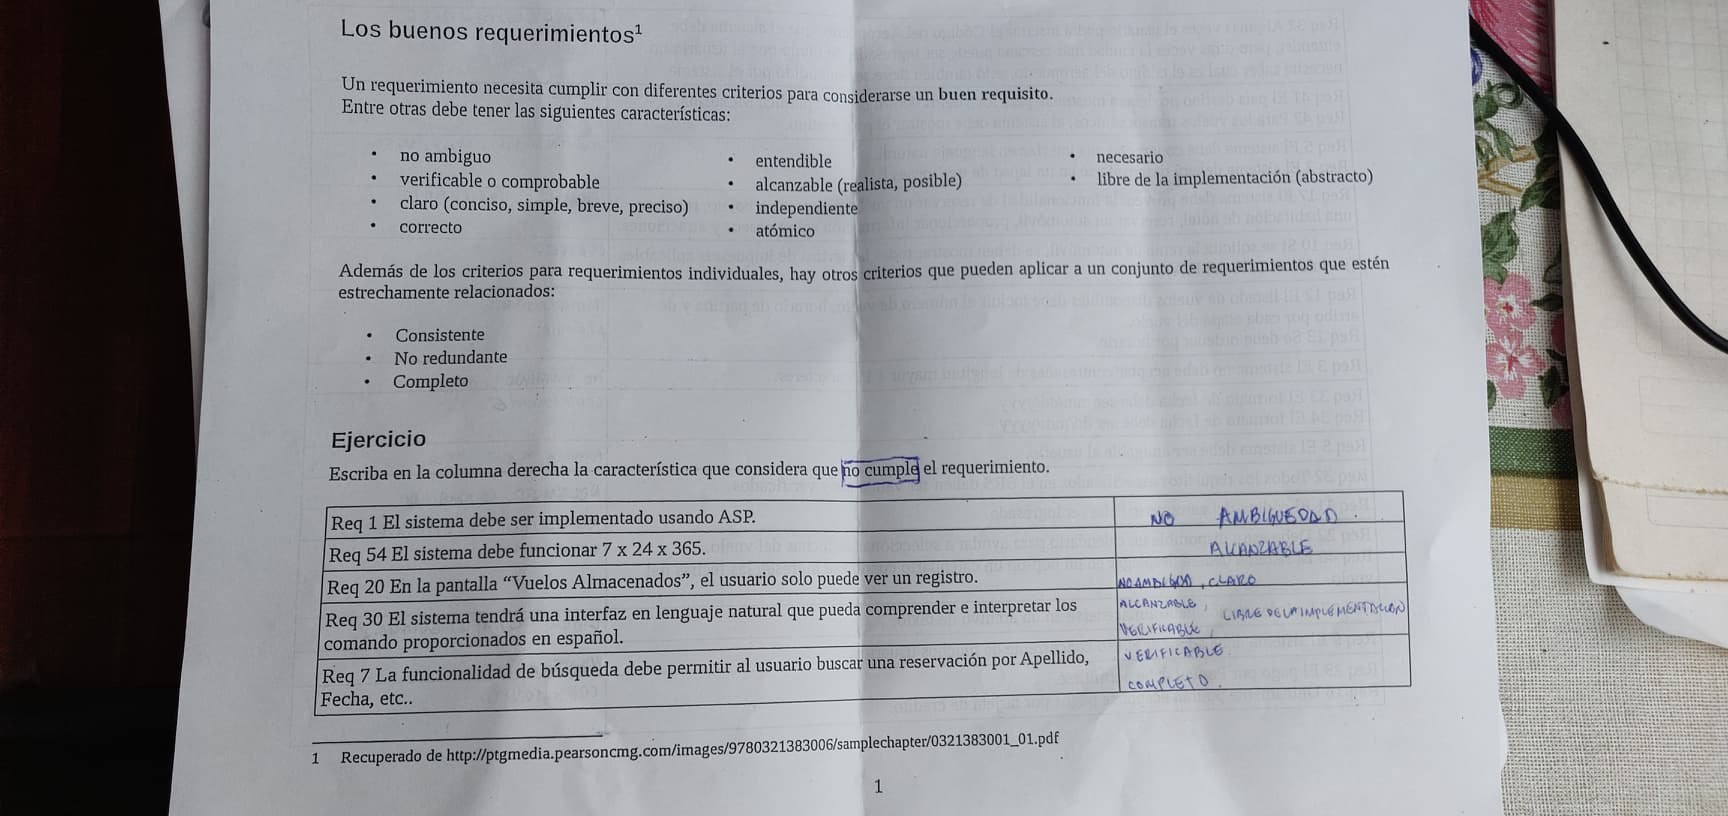 Los buenos requerimientos¹
Un requerimiento necesita cumplir con diferentes criterios para considerarse un buen requisito.
Entre otras debe tener las siguientes características:
• no ambiguo
• verificable o comprobable
• claro (conciso, simple, breve, preciso)
• correcto
• entendible
• alcanzable (realista, posible)
• independiente
• atómico
• necesario
• libre de la implementación (abstracto)
Además de los criterios para requerimientos individuales, hay otros criterios que pueden aplicar a un conjunto de requerimientos que estén
estrechamente relacionados:
• Consistente
• No redundante
• Completo
Ejercicio
Escriba en la columna derecha la característica que considera que no cumple el requerimiento.
Req 1 El sistema debe ser implementado usando ASP.
NO AMBIGUEDAD.
Req 54 El sistema debe funcionar 7 x 24 x 365.
ALCANZABLE
Req 20 En la pantalla “Vuelos Almacenados”, el usuario solo puede ver un registro.
NO AMBIGUO, CLARO
Req 30 El sistema tendrá una interfaz en lenguaje natural que pueda comprender e interpretar los
comando proporcionados en español.
ALCANZABLE, LIBRE DE LA IMPLEMENTACION
VERIFICABLE,
Req 7 La funcionalidad de búsqueda debe permitir al usuario buscar una reservación por Apellido,
Fecha, etc..
VERIFICABLE
COMPLETO.
1 Recuperado de http://ptgmedia.pearsoncmg.com/images/9780321383006/samplechapter/0321383001_01.pdf
1